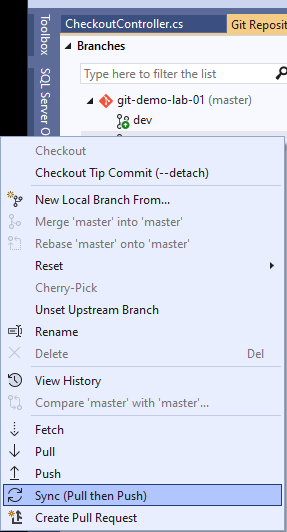 CheckoutController.cs
Git Reposit
Toolbox
SQL Server O
Branches
Type here to filter the list
git-demo-lab-01 (master)
dev
Checkout
Checkout Tip Commit (--detach)
New Local Branch From...
Merge 'master' into 'master'
Rebase 'master' onto 'master'
Reset
Cherry-Pick
Unset Upstream Branch
Rename
Delete Del
View History
Compare 'master' with 'master'...
Fetch
Pull
Push
Sync (Pull then Push)
Create Pull Request